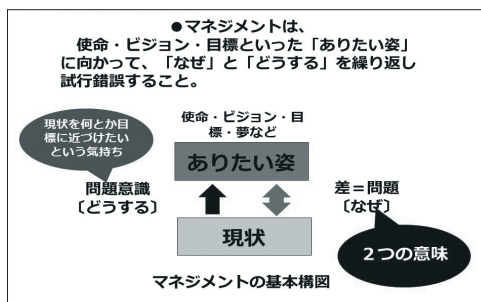 ●マネジメントは、
使命・ビジョン・目標といった「ありたい姿」
に向かって、「なぜ」と「どうする」を繰り返し
試行錯誤すること。
現状を何とか目
標に近づけたい
という気持ち
使命・ビジョン・目
標・夢など
ありたい姿
問題意識
〔どうする〕
差=問題
〔なぜ〕
現状
２つの意味
マネジメントの基本構図